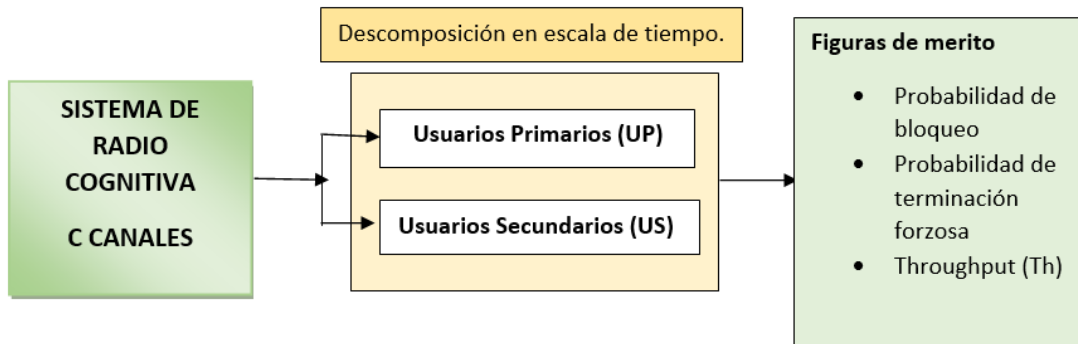 Descomposición en escala de tiempo.
SISTEMA DE
RADIO
COGNITIVA
C CANALES
Usuarios Primarios (UP)
Usuarios Secundarios (US)
Figuras de merito
• Probabilidad de
bloqueo
• Probabilidad de
terminación
forzosa
• Throughput (Th)